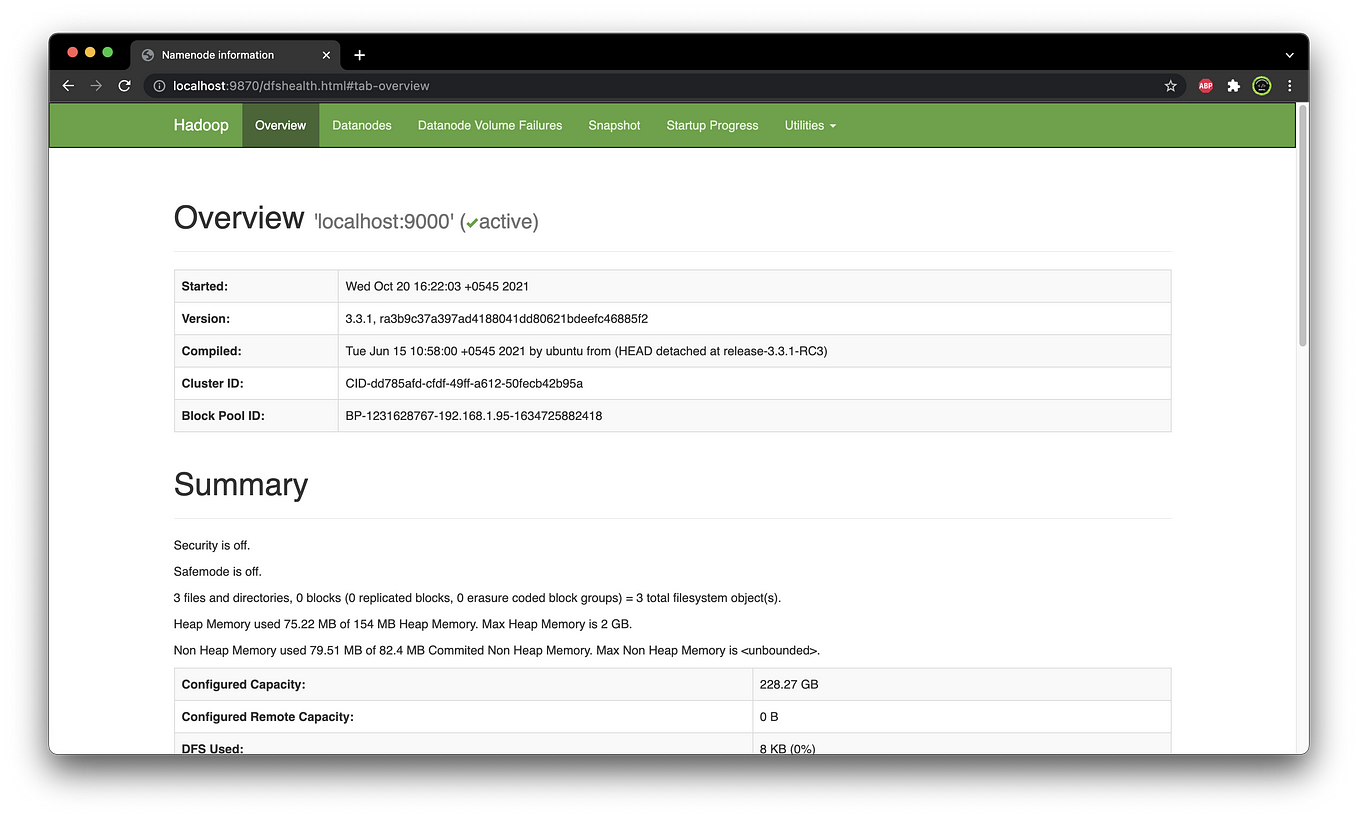 Namenode information
localhost:9870/dfshealth.html#tab-overview
ABP
Hadoop Overview Datanodes Datanode Volume Failures Snapshot Startup Progress Utilities
Overview 'localhost:9000' (✔active)
Started: Wed Oct 20 16:22:03 +0545 2021
Version: 3.3.1, ra3b9c37a397ad4188041dd80621bdeefc46885f2
Compiled: Tue Jun 15 10:58:00 +0545 2021 by ubuntu from (HEAD detached at release-3.3.1-RC3)
Cluster ID: CID-dd785afd-cfdf-49ff-a612-50fecb42b95a
Block Pool ID: BP-1231628767-192.168.1.95-1634725882418
Summary
Security is off.
Safemode is off.
3 files and directories, 0 blocks (0 replicated blocks, 0 erasure coded block groups) = 3 total filesystem object(s).
Heap Memory used 75.22 MB of 154 MB Heap Memory. Max Heap Memory is 2 GB.
Non Heap Memory used 79.51 MB of 82.4 MB Commited Non Heap Memory. Max Non Heap Memory is <unbounded>.
Configured Capacity: 228.27 GB
Configured Remote Capacity: 0 B
DFS Used: 8 KB (0%)